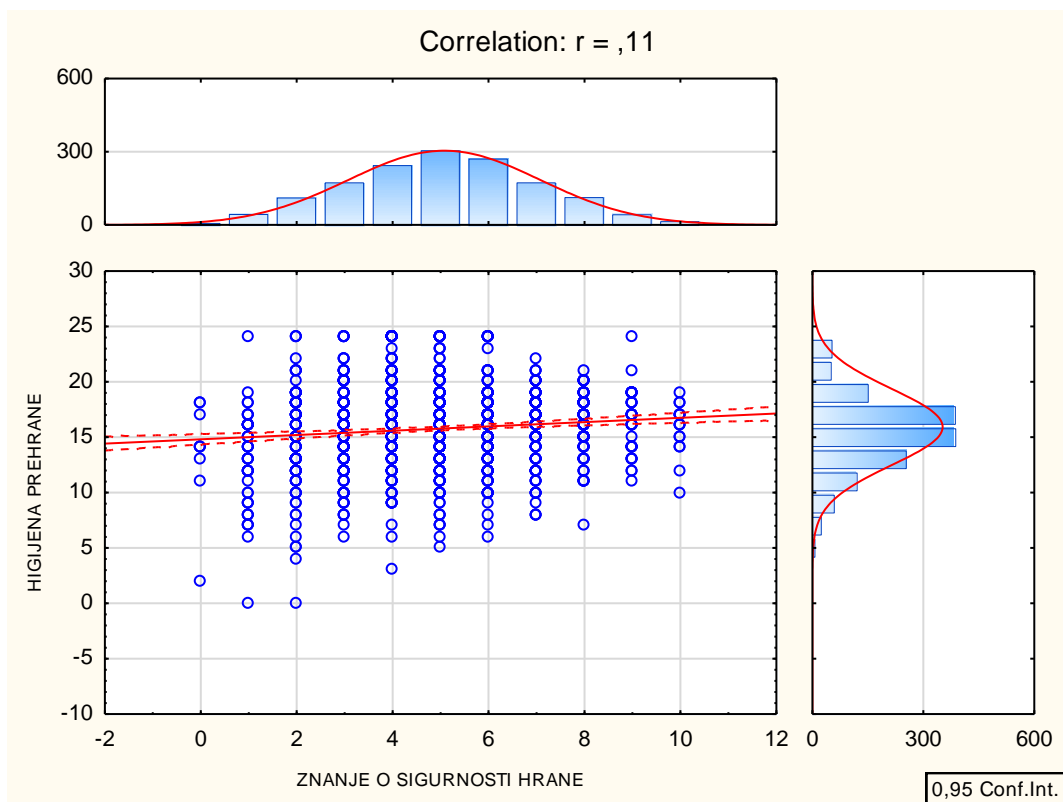 Correlation: r = ,11
600
300
0
30
25
20
15
10
5
0
-5
-10
-2 0 2 4 6 8 10 12
0 300 600
HIGIJENA PREHRANE
ZNANJE O SIGURNOSTI HRANE
0,95 Conf.Int.